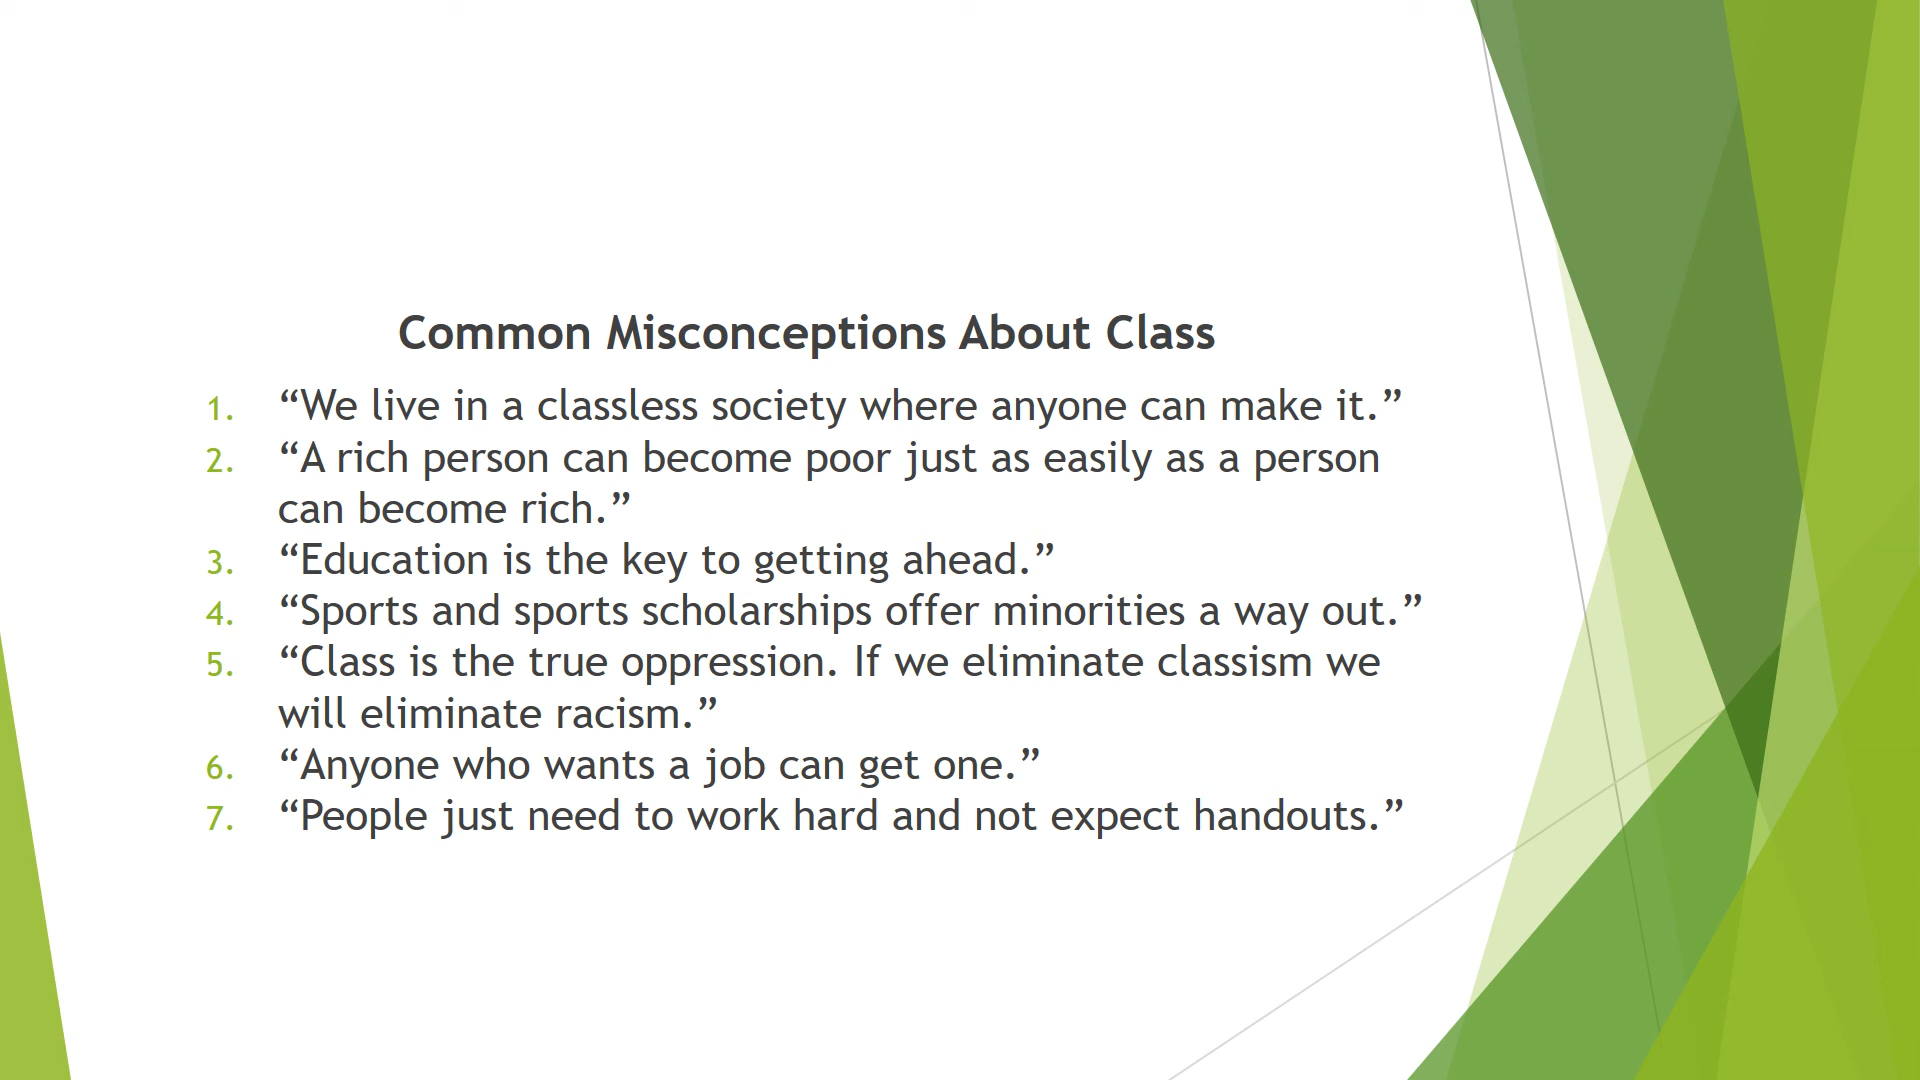 Common Misconceptions About Class
1. “We live in a classless society where anyone can make it.”
2. “A rich person can become poor just as easily as a person
can become rich.”
3. “Education is the key to getting ahead.”
4. “Sports and sports scholarships offer minorities a way out.”
5. “Class is the true oppression. If we eliminate classism we
will eliminate racism.”
6. “Anyone who wants a job can get one.”
7. “People just need to work hard and not expect handouts.”